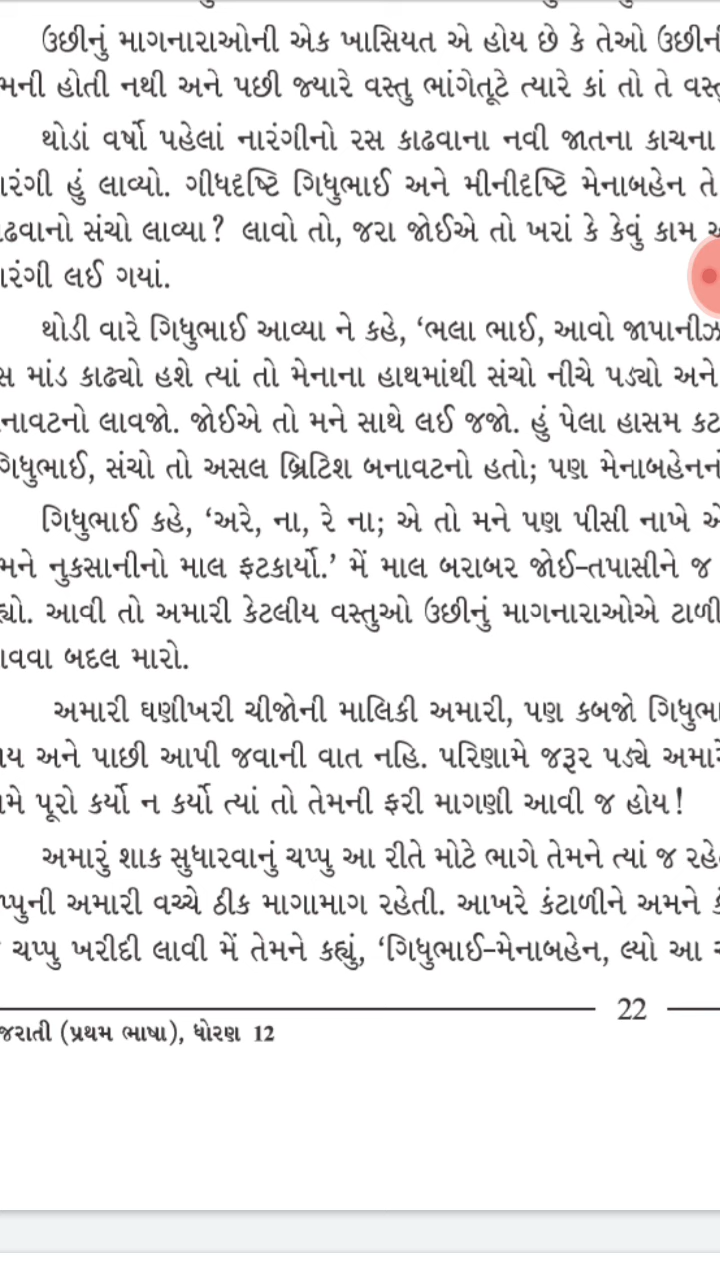 ઉછીનું માગનારાઓની એક ખાસિયત એ હોય છે કે તેઓ ઉછીની
મની હોતી નથી અને પછી જ્યારે વસ્તુ ભાંગેતૂટે ત્યારે કાં તો તે વસ્તુ
થોડાં વર્ષો પહેલાં નારંગીનો રસ કાઢવાના નવી જાતના કાચના
ારંગી હું લાવ્યો. ગીધદૃષ્ટિ ગિધુભાઈ અને મીનીદૃષ્ટિ મેનાબહેન તે
ાઢવાનો સંચો લાવ્યા? લાવો તો, જરા જોઈએ તો ખરાં કે કેવું કામ
ારંગી લઈ ગયાં.
થોડી વારે ગિધુભાઈ આવ્યા ને કહે, ‘ભલા ભાઈ, આવો જાપાનીઝ
સ માંડ કાઢ્યો હશે ત્યાં તો મેનાના હાથમાંથી સંચો નીચે પડ્યો અને
નાવટનો લાવજો. જોઈએ તો મને સાથે લઈ જજો. હું પેલા હાસમ કટ
ગિધુભાઈ, સંચો તો અસલ બ્રિટિશ બનાવટનો હતો; પણ મેનાબહેનનો
ગિધુભાઈ કહે, ‘અરે, ના, રે ના; એ તો મને પણ પીસી નાખે એ
મને નુકસાનીનો માલ ફટકાર્યો.’ મેં માલ બરાબર જોઈ-તપાસીને જ
હ્યો. આવી તો અમારી કેટલીય વસ્તુઓ ઉછીનું માગનારાઓએ ટાળી
ાવવા બદલ મારો.
અમારી ઘણીખરી ચીજોની માલિકી અમારી, પણ કબજો ગિધુભા
ાય અને પાછી આપી જવાની વાત નહિ. પરિણામે જરૂર પડ્યે અમારે
મે પૂરો કર્યો ન કર્યો ત્યાં તો તેમની ફરી માગણી આવી જ હોય!
અમારું શાક સુધારવાનું ચપ્પુ આ રીતે મોટે ભાગે તેમને ત્યાં જ રહે
પ્પુની અમારી વચ્ચે ઠીક માગામાગ રહેતી. આખરે કંટાળીને અમને
ચપ્પુ ખરીદી લાવી મેં તેમને કહ્યું, ‘ગિધુભાઈ-મેનાબહેન, લ્યો આ
22
જરાતી (પ્રથમ ભાષા), ધોરણ 12